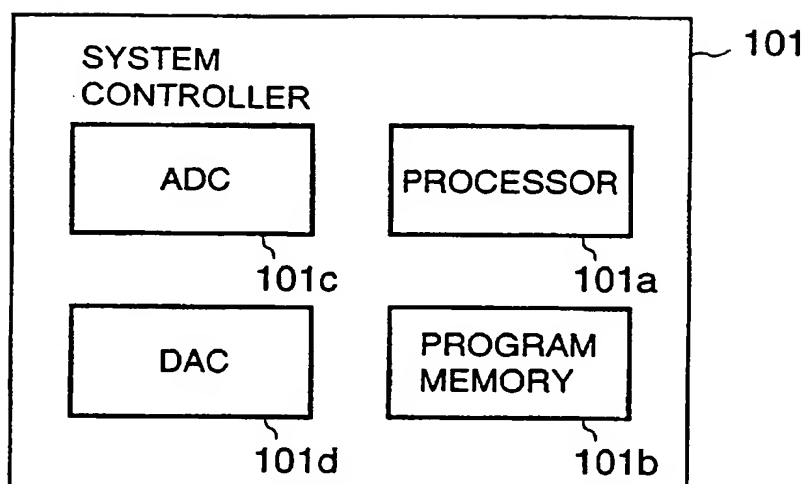 SYSTEM
CONTROLLER
101
ADC
PROCESSOR
101c
101a
DAC
PROGRAM
MEMORY
101d
101b